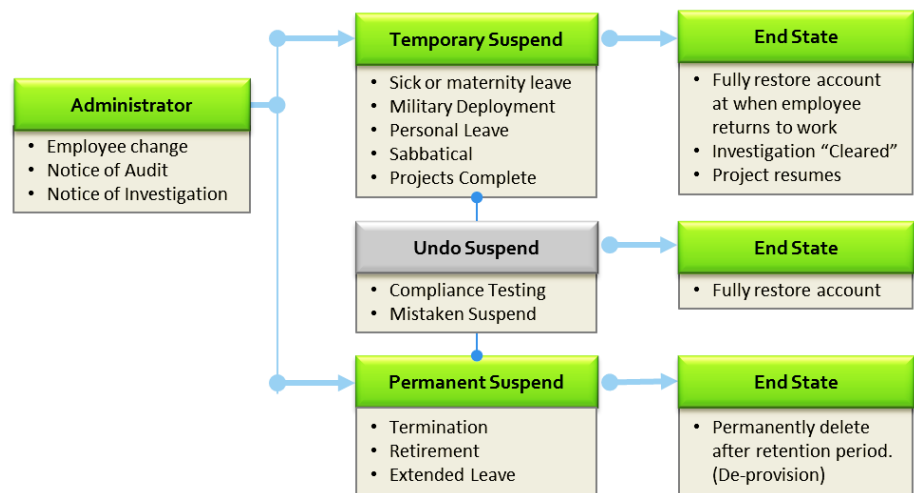 Administrator
• Employee change
• Notice of Audit
• Notice of Investigation
Temporary Suspend
• Sick or maternity leave
• Military Deployment
• Personal Leave
• Sabbatical
• Projects Complete
End State
• Fully restore account
at when employee
returns to work
• Investigation “Cleared”
• Project resumes
Undo Suspend
• Compliance Testing
• Mistaken Suspend
End State
• Fully restore account
Permanent Suspend
• Termination
• Retirement
• Extended Leave
End State
• Permanently delete
after retention period.
(De-provision)